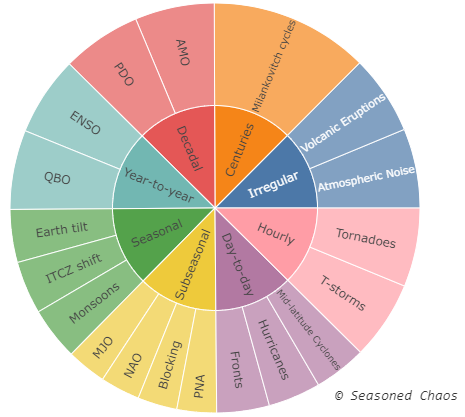 Centuries
Milankovitch cycles
Irregular
Volcanic Eruptions
Atmospheric Noise
Hourly
Tornadoes
T-storms
Day-to-day
Mid-latitude Cyclones
Hurricanes
Fronts
Subseasonal
PNA
Blocking
NAO
MJO
Seasonal
Monsoons
ITCZ shift
Earth tilt
Year-to-year
QBO
ENSO
Decadal
PDO
AMO
© Seasoned Chaos